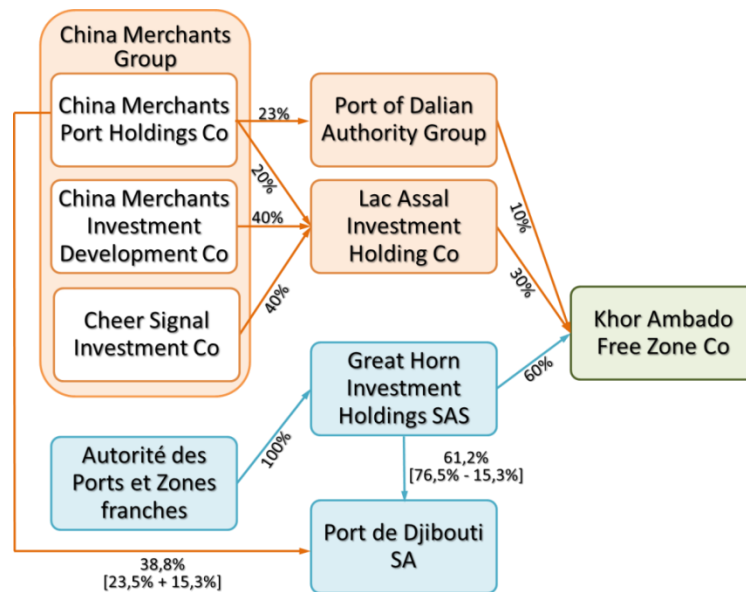 China Merchants
Group
China Merchants
Port Holdings Co
23%
Port of Dalian
Authority Group
20%
10%
China Merchants
Investment
Development Co
40%
Lac Assal
Investment
Holding Co
30%
40%
Cheer Signal
Investment Co
Khor Ambado
Free Zone Co
Great Horn
Investment
Holdings SAS
60%
100%
Autorité des
Ports et Zones
franches
61,2%
[76,5% - 15,3%]
Port de Djibouti
SA
38,8%
[23,5% + 15,3%]